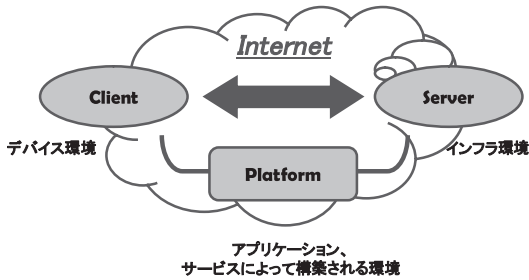 Internet
Client
Server
デバイス環境
インフラ環境
Platform
アプリケーション、
サービスによって構築される環境